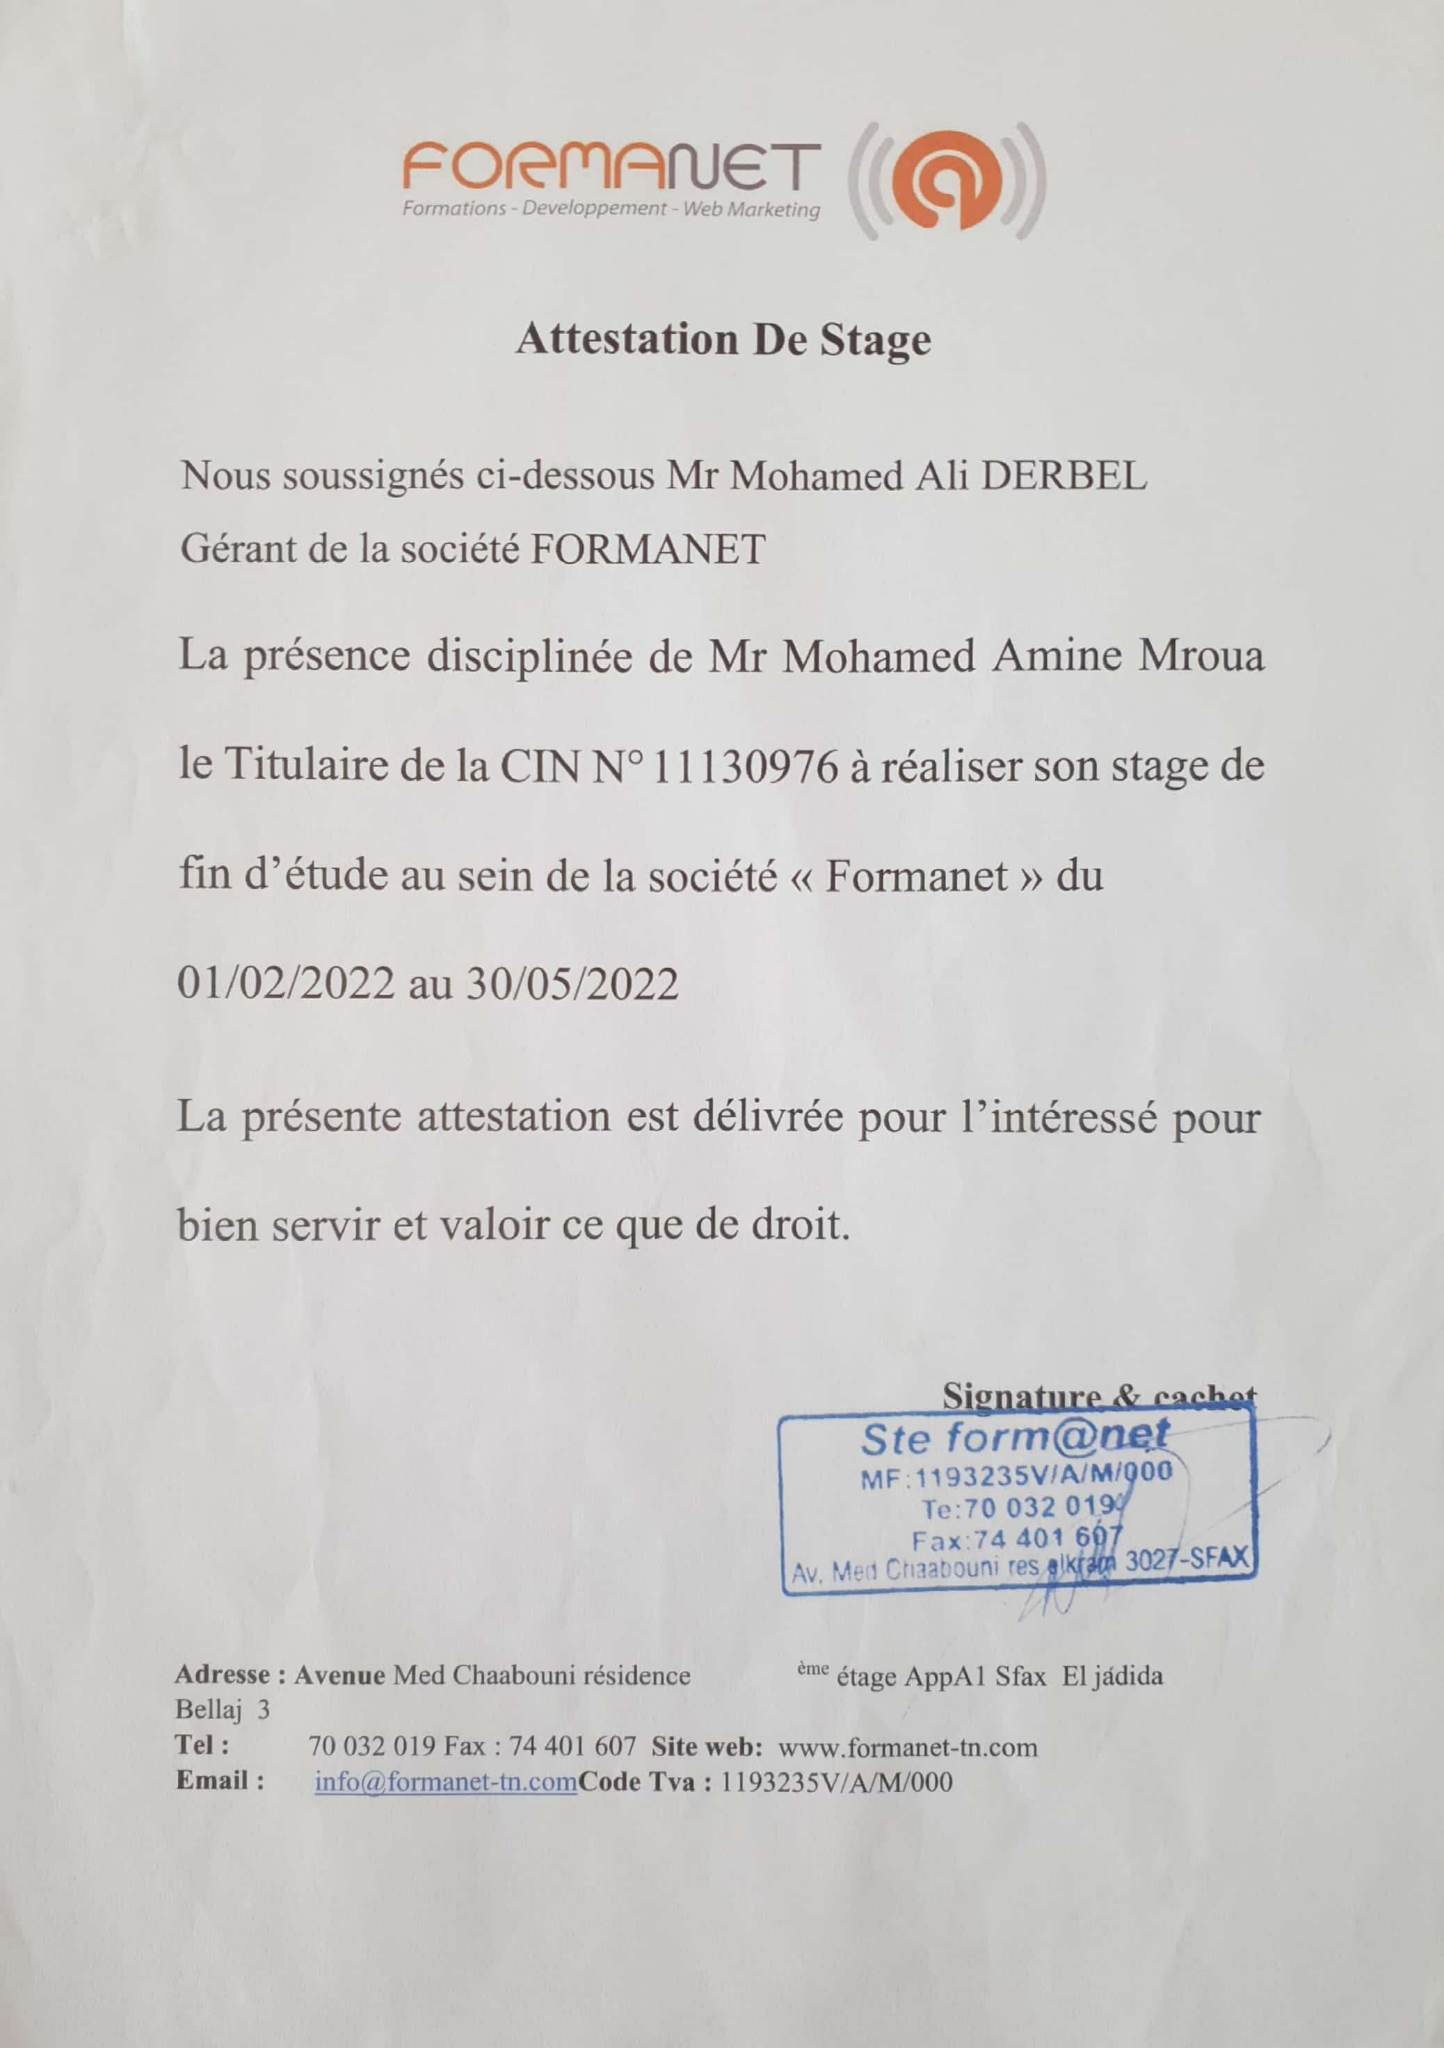 FORMANET
Formations - Developpement - Web Marketing
Attestation De Stage
Nous soussignés ci-dessous Mr Mohamed Ali DERBEL
Gérant de la société FORMANET
La présence disciplinée de Mr Mohamed Amine Mroua
le Titulaire de la CIN N° 11130976 à réaliser son stage de
fin d’étude au sein de la société « Formanet » du
01/02/2022 au 30/05/2022
La présente attestation est délivrée pour l’intéressé pour
bien servir et valoir ce que de droit.
Signature & cachet
Ste form@net
MF:1193235V/A/M/000
Te:70 032 019
Fax:74 401 607
Av. Med Chaabouni res elkram 3027-SFAX
Adresse : Avenue Med Chaabouni résidence ème étage AppA1 Sfax El jádida
Bellaj 3
Tel : 70 032 019 Fax : 74 401 607 Site web: www.formanet-tn.com
Email : info@formanet-tn.comCode Tva : 1193235V/A/M/000